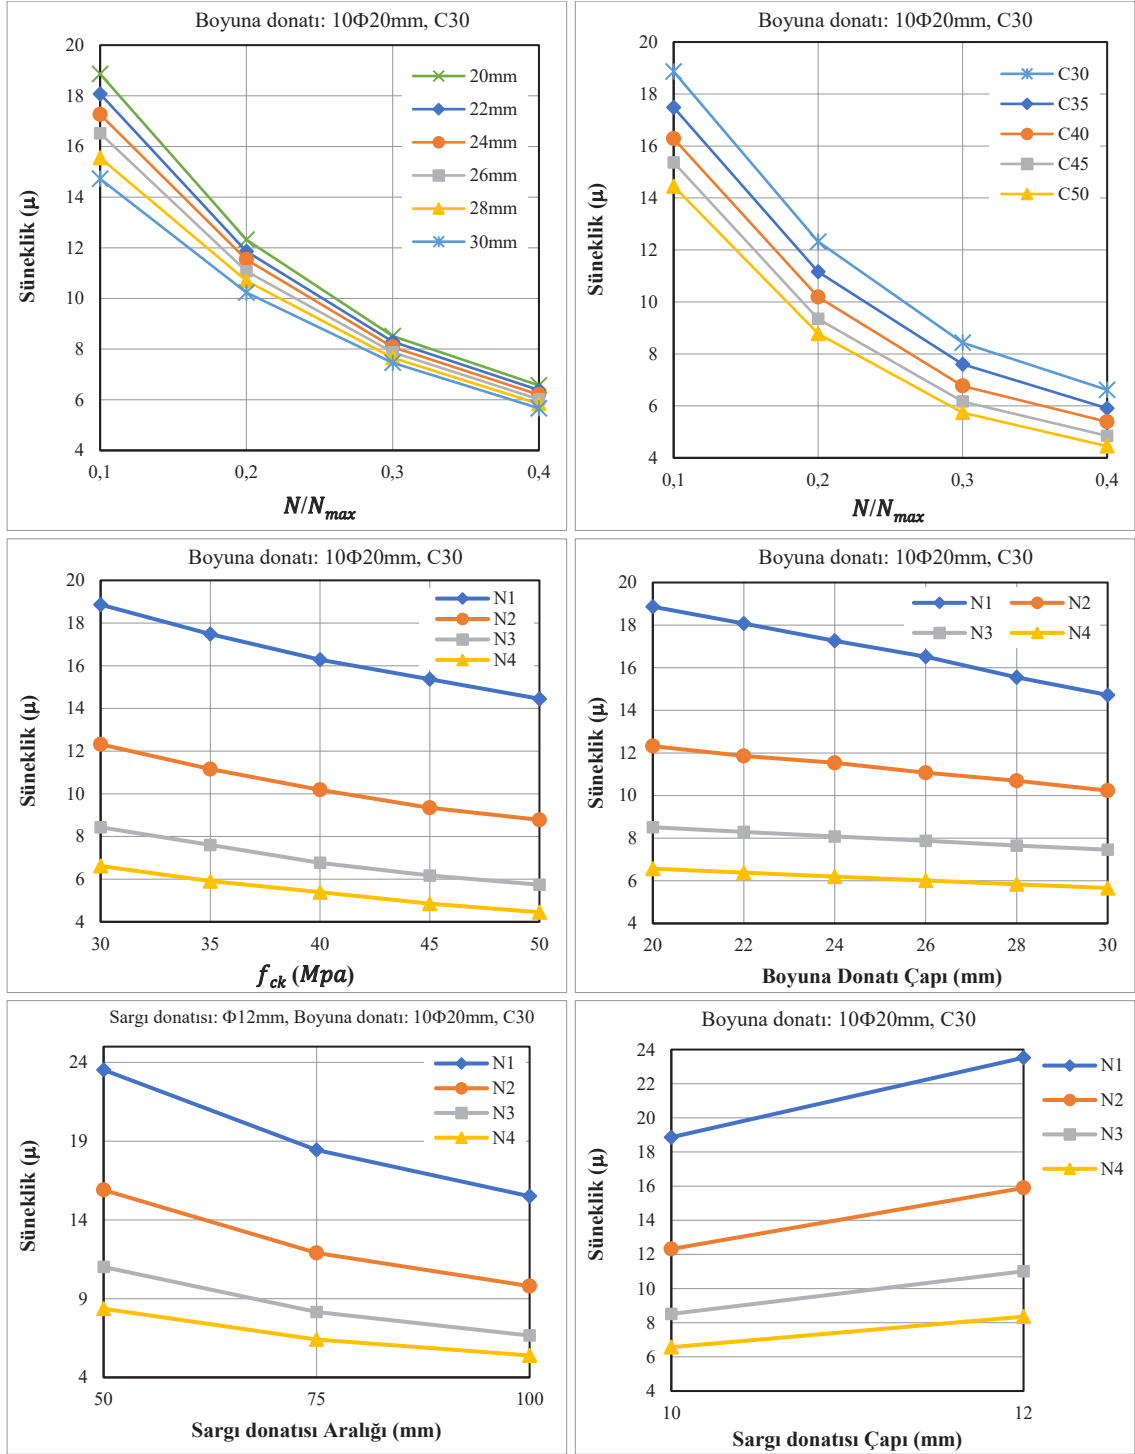 Boyuna donatı: 10Φ20mm, C30
20
18
16
14
12
10
8
6
4
0,1
0,2
0,3
0,4
Süneklik (µ)
N/N_max
20mm
22mm
24mm
26mm
28mm
30mm
Boyuna donatı: 10Φ20mm, C30
20
18
16
14
12
10
8
6
4
0,1
0,2
0,3
0,4
Süneklik (µ)
N/N_max
C30
C35
C40
C45
C50
Boyuna donatı: 10Φ20mm, C30
20
18
16
14
12
10
8
6
4
30
35
40
45
50
Süneklik (µ)
f_ck (Mpa)
N1
N2
N3
N4
Boyuna donatı: 10Φ20mm, C30
20
18
16
14
12
10
8
6
4
20
22
24
26
28
30
Süneklik (µ)
Boyuna Donatı Çapı (mm)
N1
N2
N3
N4
Sargı donatısı: Φ12mm, Boyuna donatı: 10Φ20mm, C30
24
19
14
9
4
50
75
100
Süneklik (µ)
Sargı donatısı Aralığı (mm)
N1
N2
N3
N4
Boyuna donatı: 10Φ20mm, C30
24
22
20
18
16
14
12
10
8
6
4
10
12
Süneklik (µ)
Sargı donatısı Çapı (mm)
N1
N2
N3
N4